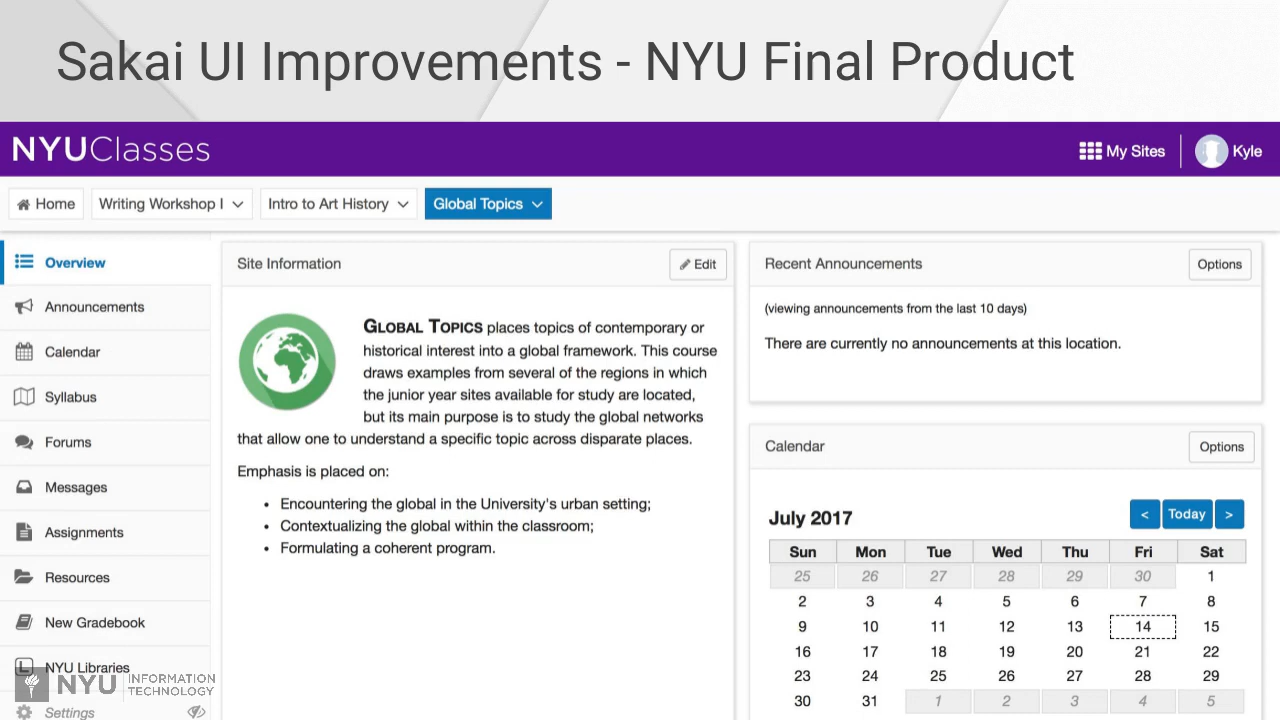 Sakai UI Improvements - NYU Final Product
NYUClasses
My Sites
Kyle
Home
Writing Workshop I
Intro to Art History
Global Topics
Overview
Announcements
Calendar
Syllabus
Forums
Messages
Assignments
Resources
New Gradebook
NYU Libraries
NYU INFORMATION
TECHNOLOGY
Settings
Site Information
Edit
GLOBAL TOPICS places topics of contemporary or
historical interest into a global framework. This course
draws examples from several of the regions in which
the junior year sites available for study are located,
but its main purpose is to study the global networks
that allow one to understand a specific topic across disparate places.
Emphasis is placed on:
• Encountering the global in the University's urban setting;
• Contextualizing the global within the classroom;
• Formulating a coherent program.
Recent Announcements
Options
(viewing announcements from the last 10 days)
There are currently no announcements at this location.
Calendar
Options
July 2017
< Today >
Sun Mon Tue Wed Thu Fri Sat
25 26 27 28 29 30 1
2 3 4 5 6 7 8
9 10 11 12 13 14 15
16 17 18 19 20 21 22
23 24 25 26 27 28 29
30 31 1 2 3 4 5